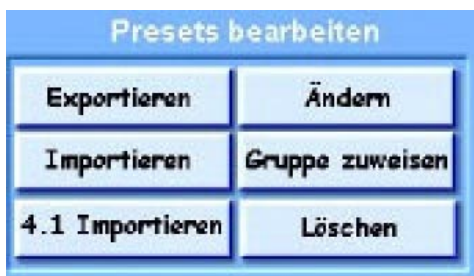 Presets bearbeiten
Exportieren
Ändern
Importieren
Gruppe zuweisen
4.1 Importieren
Löschen